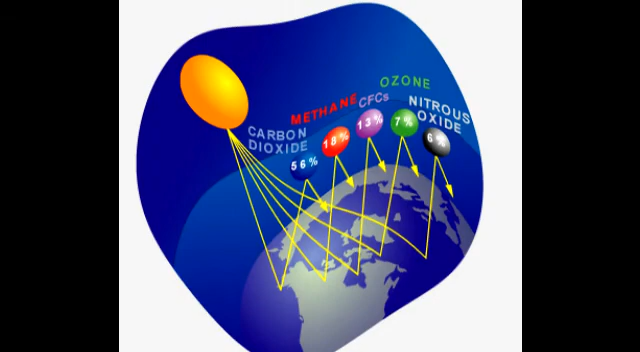 CARBON
DIOXIDE
56%
METHANE
18%
CFCs
13%
OZONE
7%
NITROUS
OXIDE
6%